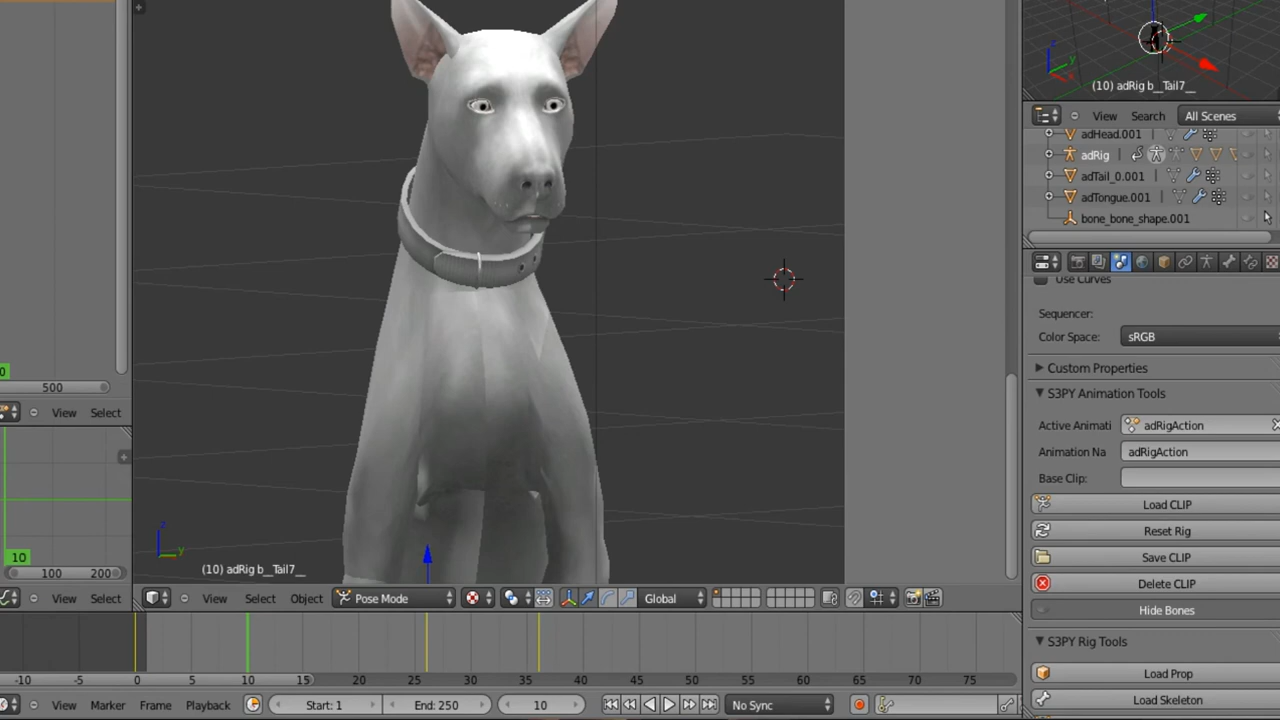 (10) adRig b__Tail7__
View Search All Scenes
adHead.001
adRig
adTail_0.001
adTongue.001
bone_bone_shape.001
Use Curves
Sequencer:
Color Space: sRGB
Custom Properties
S3PY Animation Tools
Active Animati adRigAction
Animation Na adRigAction
Base Clip:
Load CLIP
Reset Rig
Save CLIP
Delete CLIP
Hide Bones
S3PY Rig Tools
Load Prop
Load Skeleton
0
500
View Select
10
100 200
View Select
z
y
z
y
(10) adRig b__Tail7__
View Select Object Pose Mode Global
-10 -5 0 5 10 15 20 25 30 35 40 45 50 55 60 65 70 75
View Marker Frame Playback Start: 1 End: 250 10 No Sync